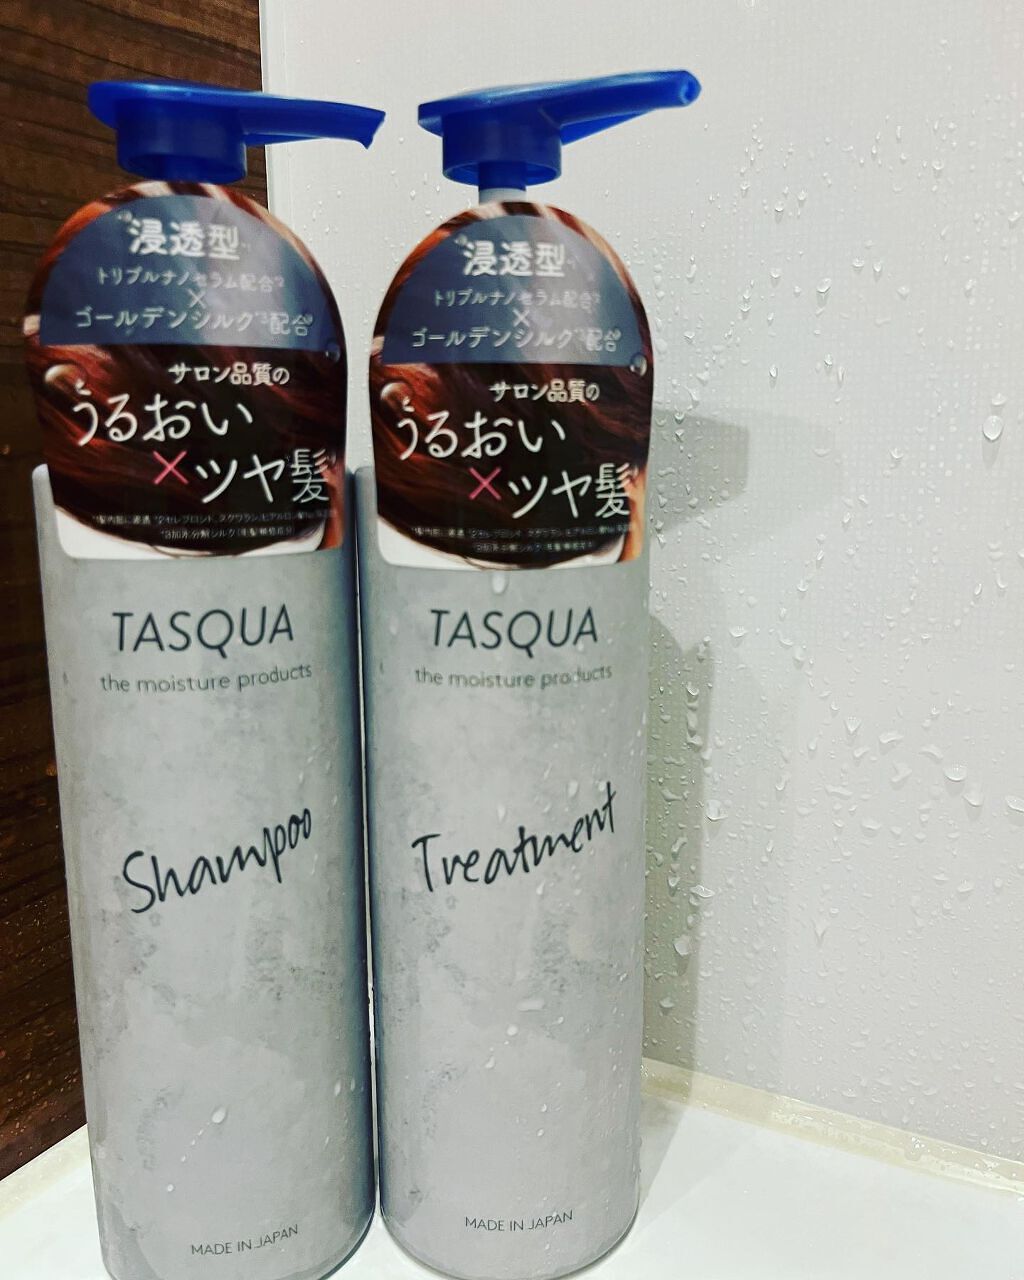 浸透型
トリプルナノセラム配合
×
ゴールデンシルク配合
サロン品質の
うるおい
×ツヤ髪
TASQUA
the moisture products
Shampoo
MADE IN JAPAN
浸透型
トリプルナノセラム配合
×
ゴールデンシルク配合
サロン品質の
うるおい
×ツヤ髪
TASQUA
the moisture products
Treatment
MADE IN JAPAN